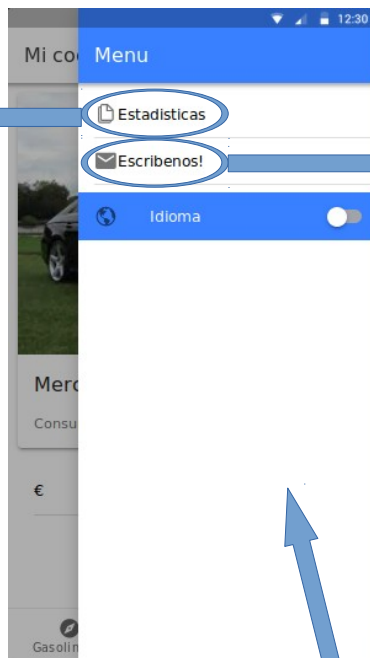 12:30
Mi co
Menu
Estadisticas
Escribenos!
Idioma
Merc
Consu
€
Gasolin